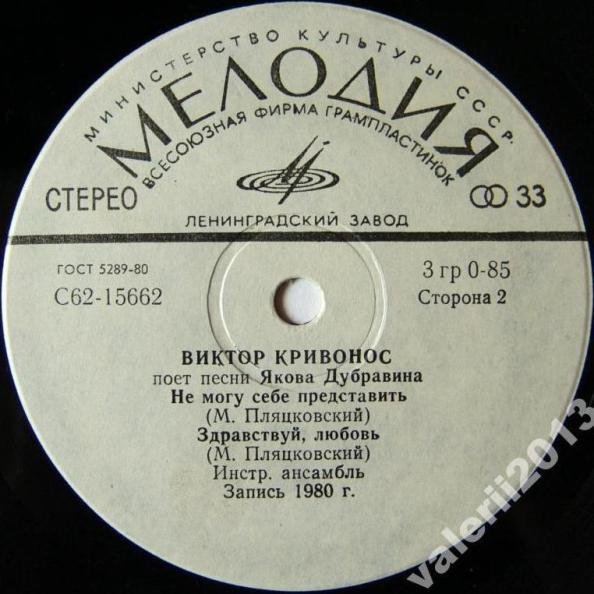 МИНИСТЕРСТВО КУЛЬТУРЫ СССР.
МЕЛОДИЯ
ВСЕСОЮЗНАЯ ФИРМА ГРАМПЛАСТИНОК
СТЕРЕО
33
ЛЕНИНГРАДСКИЙ ЗАВОД
ГОСТ 5289-80
3 гр 0-85
С62-15662
Сторона 2
ВИКТОР КРИВОНОС
поет песни Якова Дубравина
Не могу себе представить
(М. Пляцковский)
Здравствуй, любовь
(М. Пляцковский)
Инстр. ансамбль
Запись 1980 г.
valerii2013